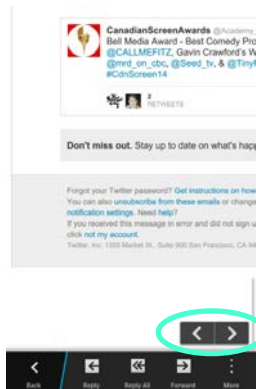 CanadianScreenAwards @Academy_
Bell Media Award - Best Comedy Pro
@CALLMEFITZ, Gavin Crawford's W
@mrd_on_cbc, @Seed_tv, & @TinyP
#CdnScreen14
2
RETWEETS
Don't miss out. Stay up to date on what's happ
Forgot your Twitter password? Get instructions on how
You can also unsubscribe from these emails or change
notification settings. Need help?
If you received this message in error and did not sign u
click not my account.
Twitter, Inc. 1355 Market St., Suite 900 San Francisco, CA 94
Back
Reply
Reply All
Forward
More